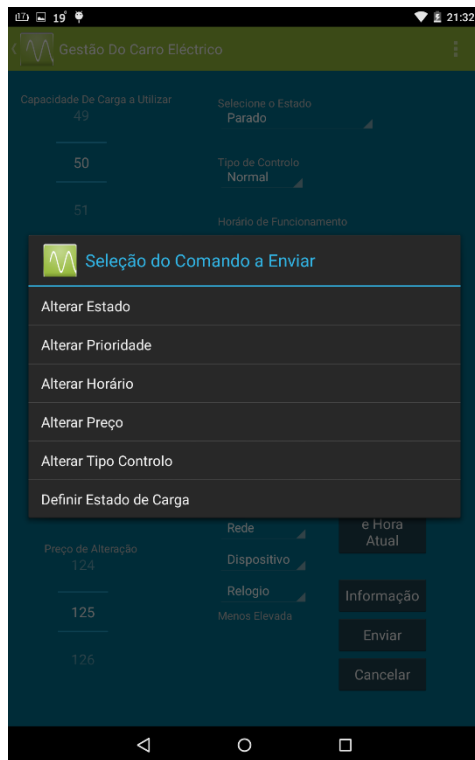 17 19° 21:32
Gestão Do Carro Eléctrico
Capacidade De Carga a Utilizar
49
50
51
Selecione o Estado
Parado
Tipo de Controlo
Normal
Horário de Funcionamento
Seleção do Comando a Enviar
Alterar Estado
Alterar Prioridade
Alterar Horário
Alterar Preço
Alterar Tipo Controlo
Definir Estado de Carga
Preço de Alteração
124
125
126
Rede
Dispositivo
Relogio
Menos Elevada
e Hora
Atual
Informação
Enviar
Cancelar